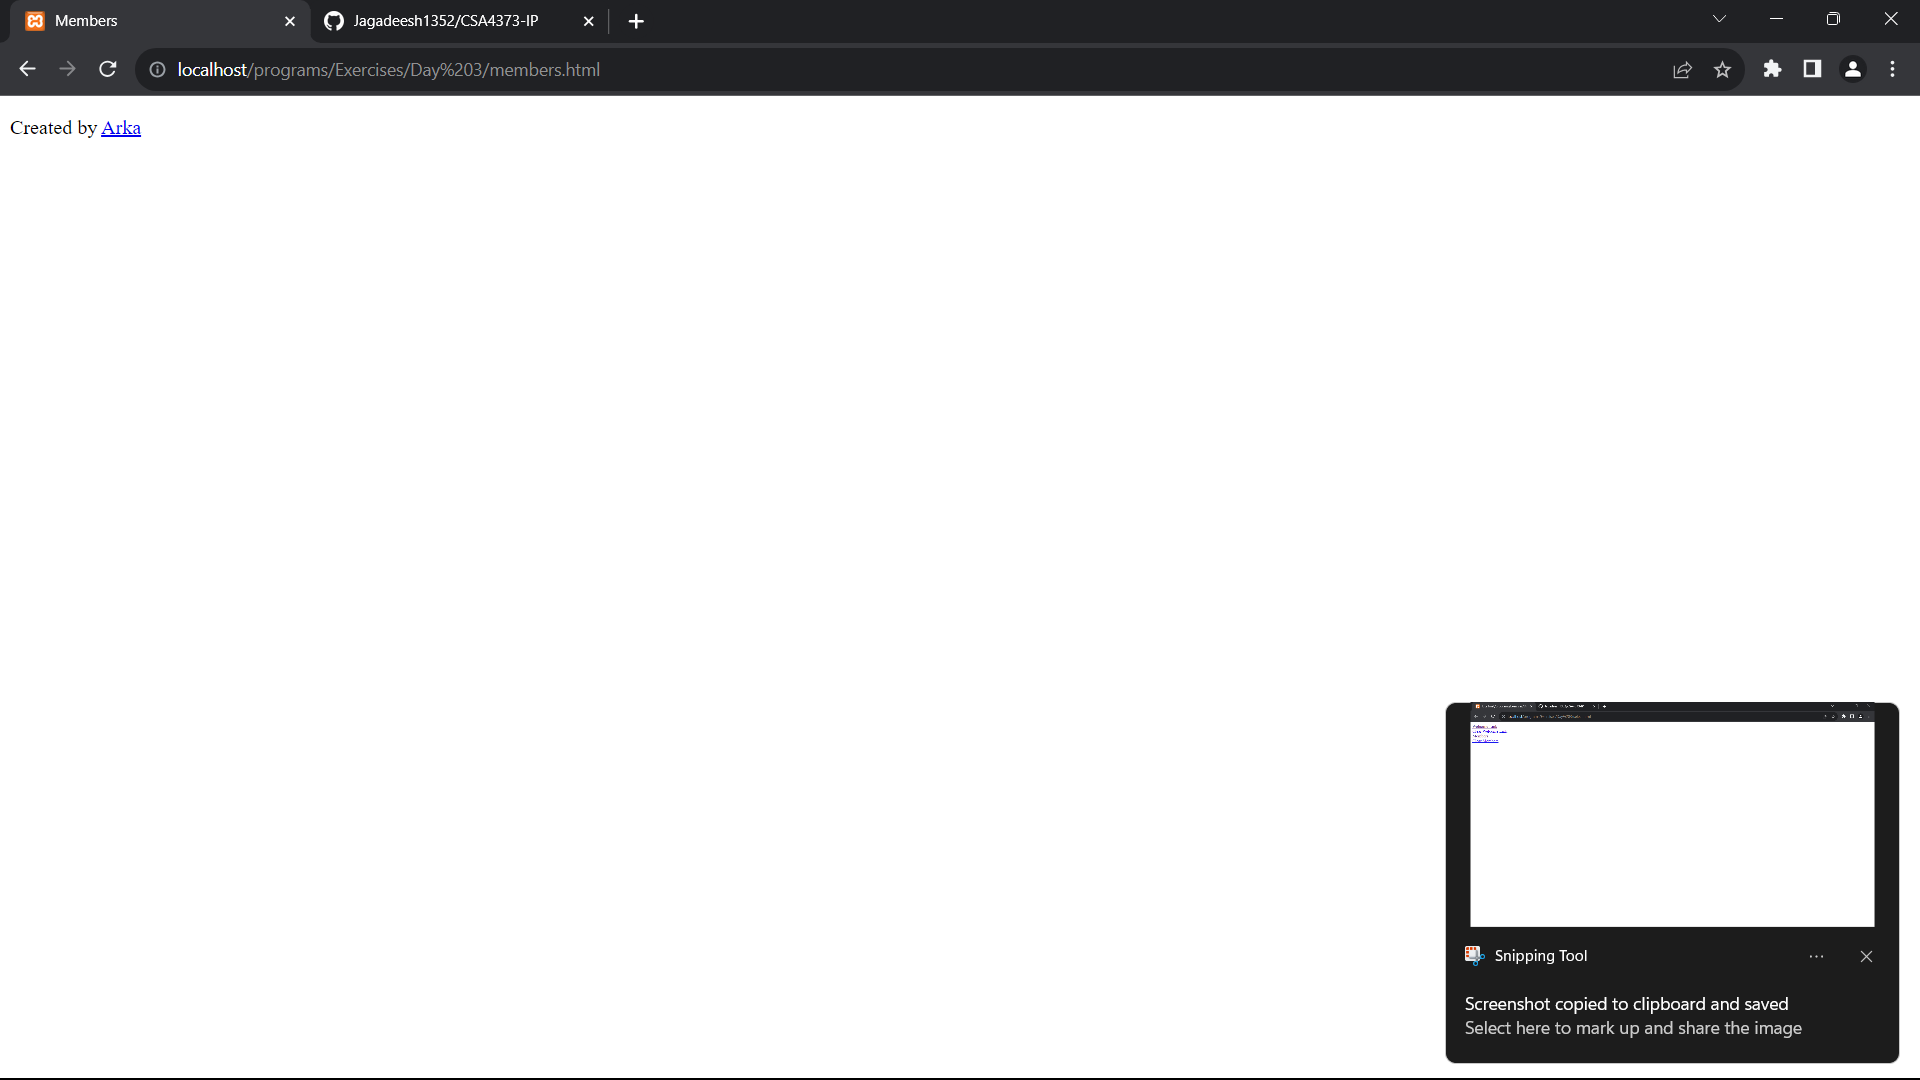 Members
Jagadeesh1352/CSA4373-IP
localhost/programs/Exercises/Day%203/members.html
Created by Arka
Snipping Tool
Screenshot copied to clipboard and saved
Select here to mark up and share the image